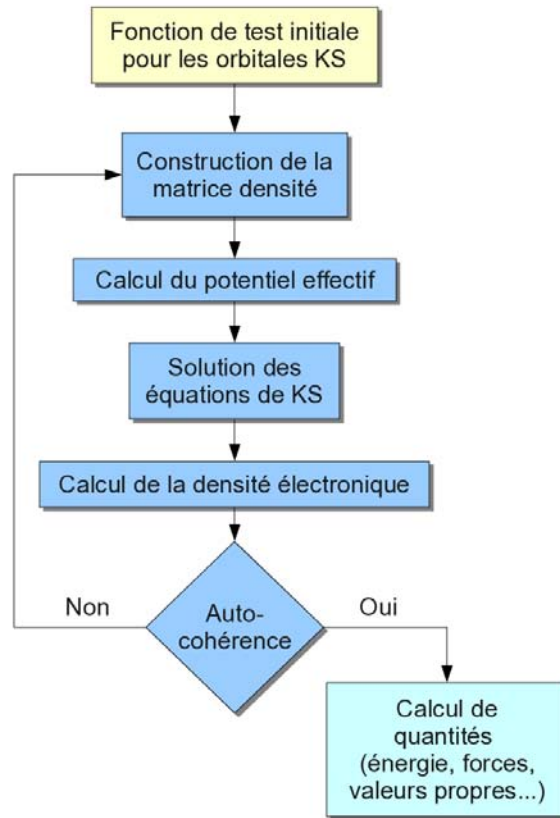 Fonction de test initiale
pour les orbitales KS
Construction de la
matrice densité
Calcul du potentiel effectif
Solution des
équations de KS
Calcul de la densité électronique
Non
Auto-
cohérence
Oui
Calcul de
quantités
(énergie, forces,
valeurs propres...)